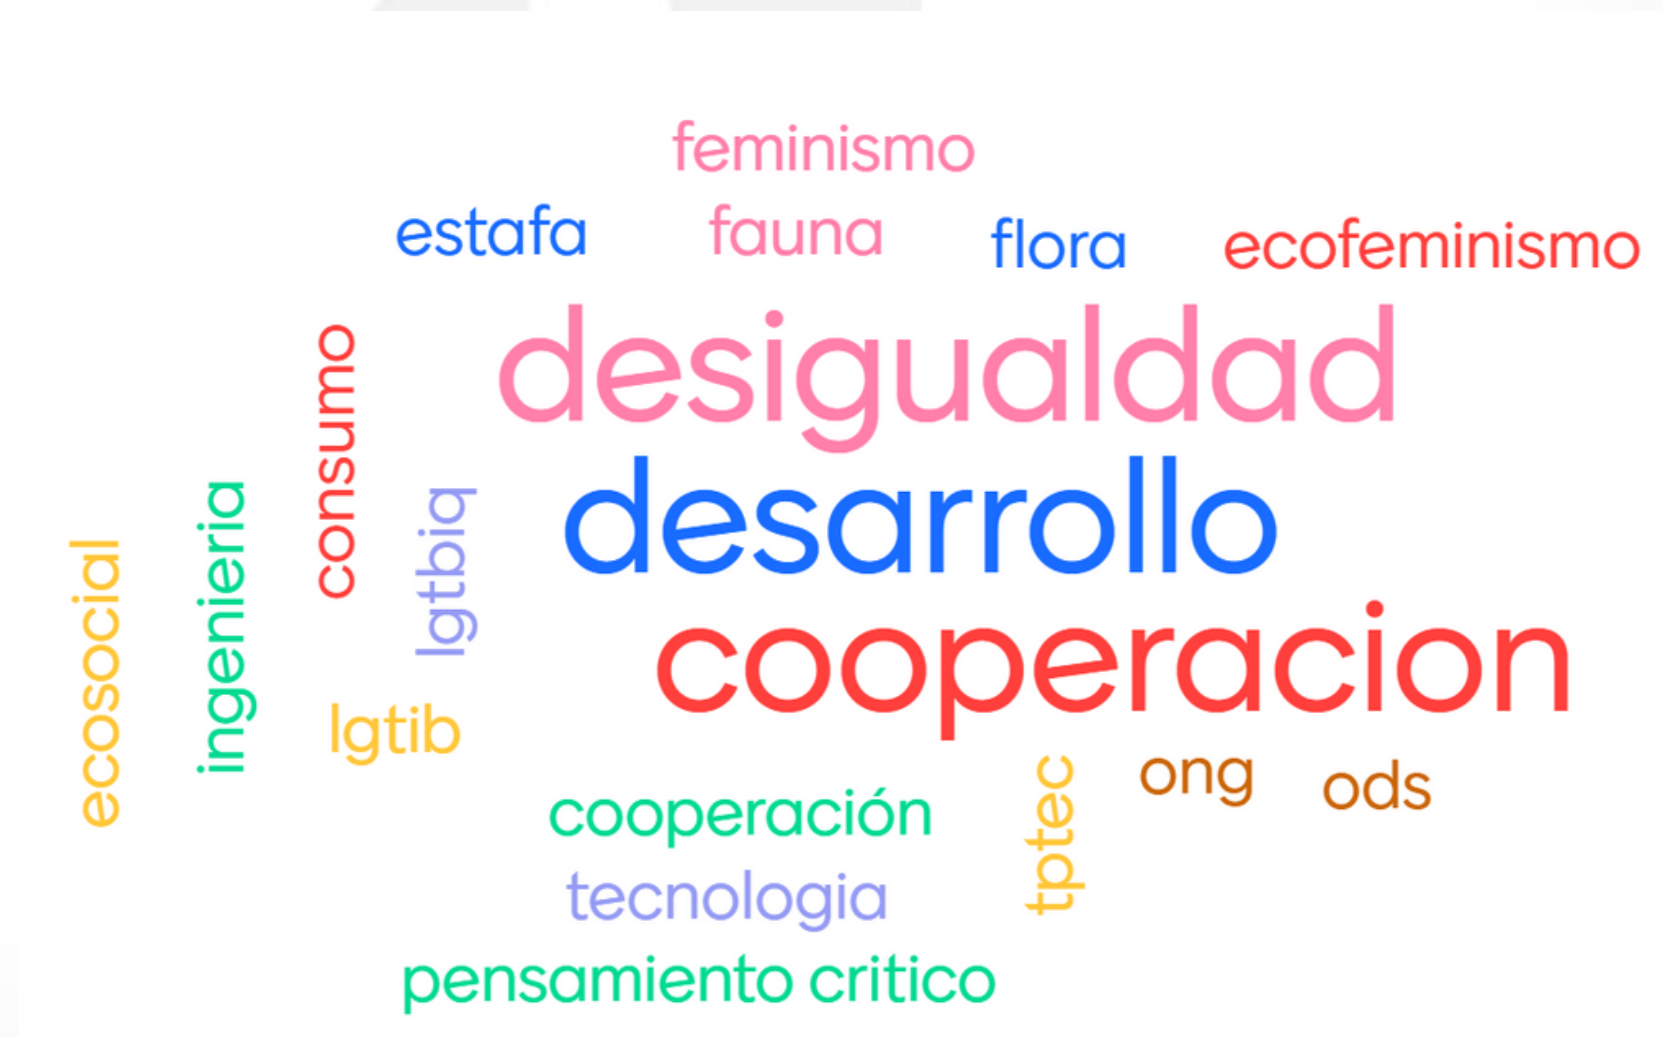 feminismo
estafa
fauna
flora
ecofeminismo
desigualdad
consumo
desarrollo
lgtbiq
ingenieria
ecosocial
cooperacion
lgtib
ong
ods
tptec
cooperación
tecnologia
pensamiento critico